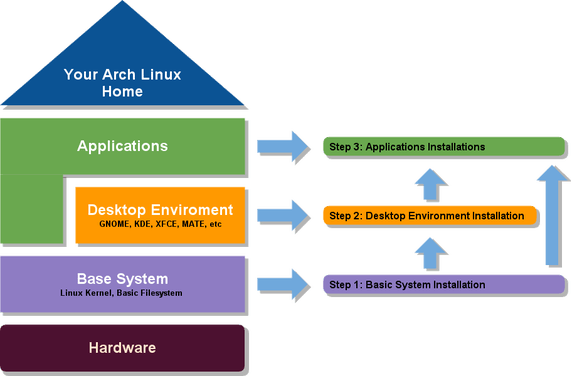 Your Arch Linux
Home
Applications
Step 3: Applications Installations
Desktop Enviroment
GNOME, KDE, XFCE, MATE, etc
Step 2: Desktop Environment Installation
Base System
Linux Kernel, Basic Filesystem
Step 1: Basic System Installation
Hardware